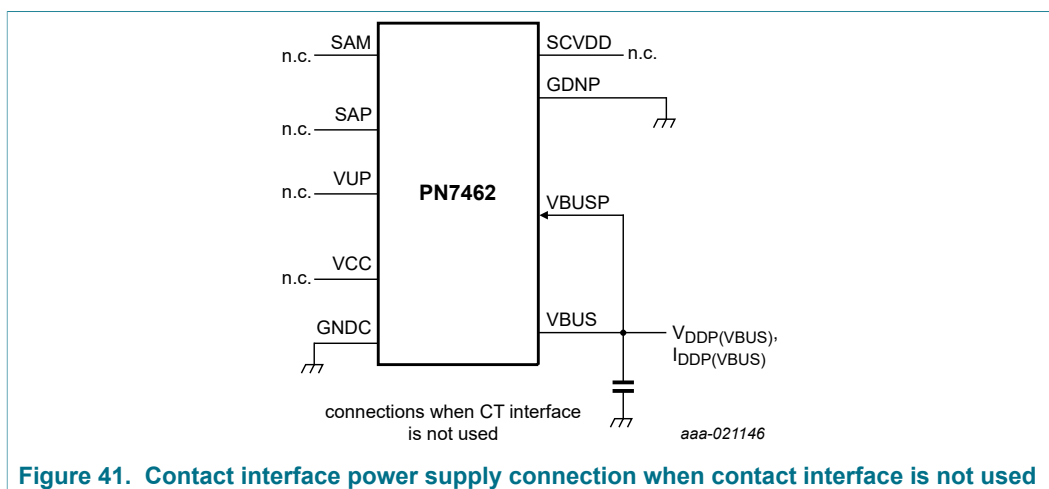 SAM
n.c.
SAP
n.c.
VUP
n.c.
VCC
n.c.
GNDC
PN7462
SCVDD
n.c.
GDNP
VBUSP
VBUS
VDDP(VBUS),
IDDP(VBUS)
connections when CT interface
is not used
aaa-021146
Figure 41. Contact interface power supply connection when contact interface is not used